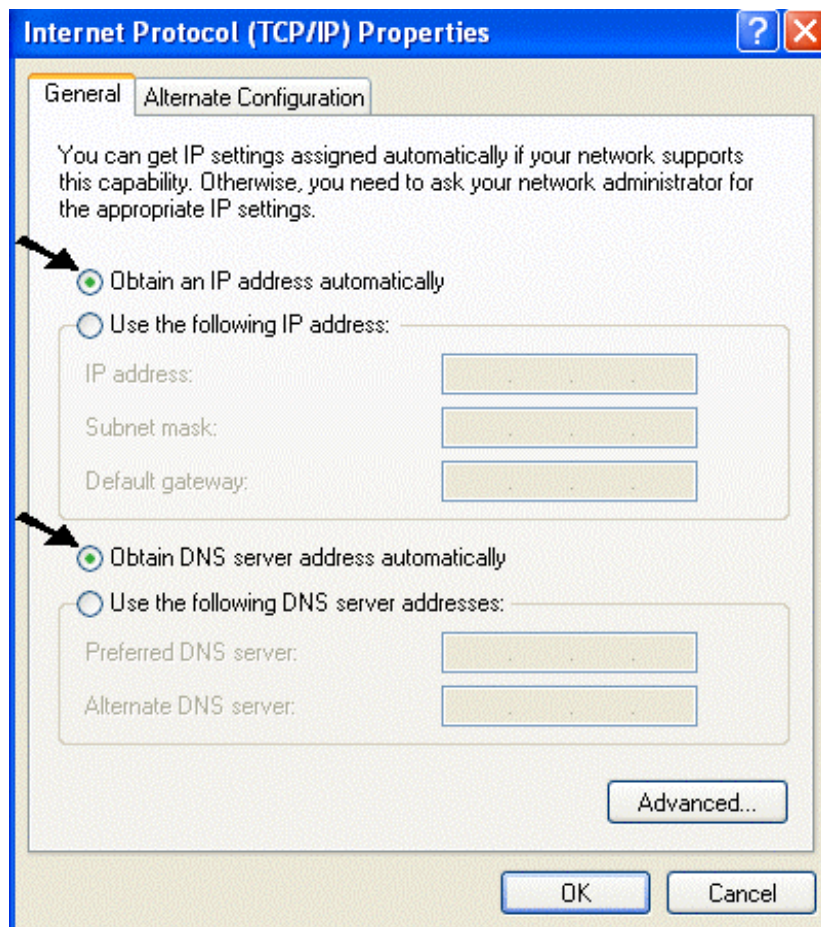 Internet Protocol (TCP/IP) Properties
General
Alternate Configuration
You can get IP settings assigned automatically if your network supports
this capability. Otherwise, you need to ask your network administrator for
the appropriate IP settings.
Obtain an IP address automatically
Use the following IP address:
IP address:
Subnet mask:
Default gateway:
Obtain DNS server address automatically
Use the following DNS server addresses:
Preferred DNS server:
Alternate DNS server:
Advanced...
OK
Cancel